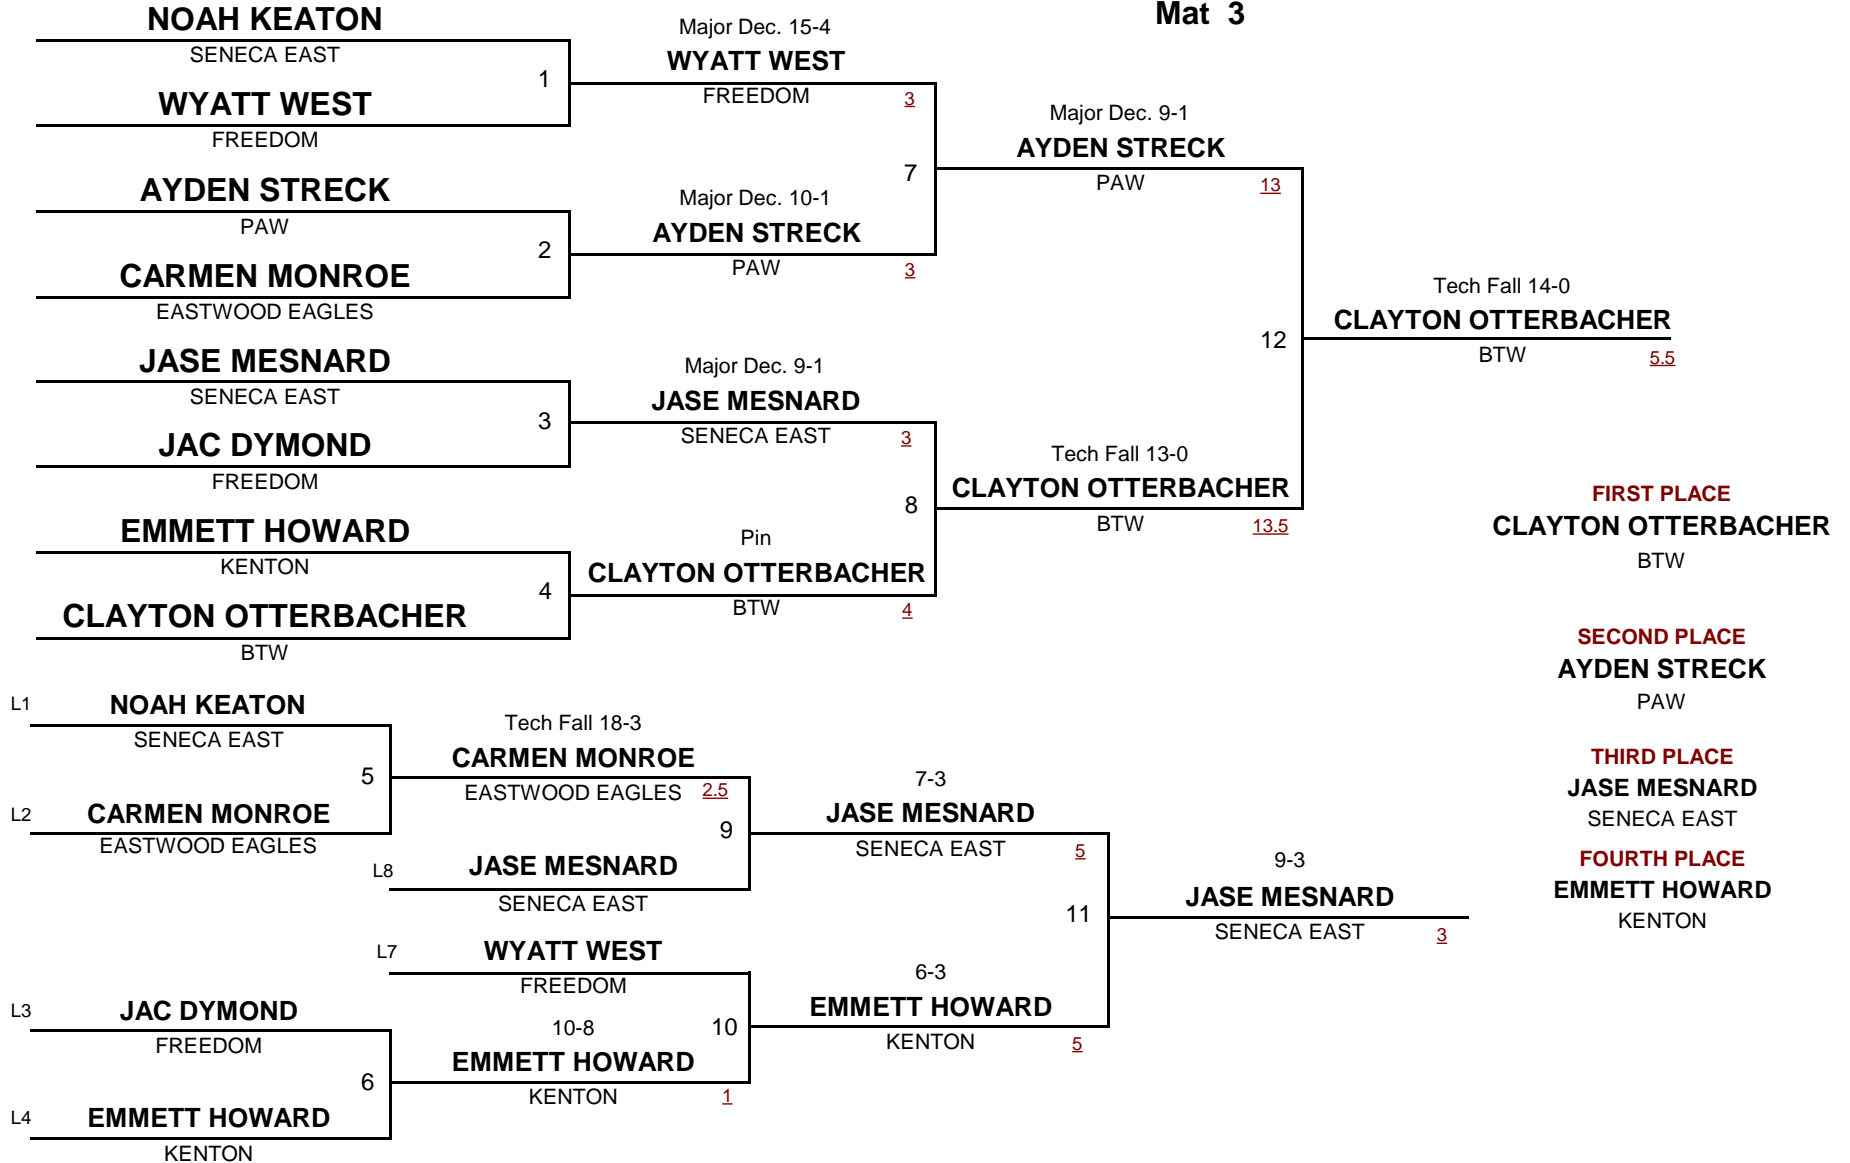 Mat 3
NOAH KEATON
SENECA EAST
1
WYATT WEST
FREEDOM
AYDEN STRECK
PAW
2
CARMEN MONROE
EASTWOOD EAGLES
JASE MESNARD
SENECA EAST
3
JAC DYMOND
FREEDOM
EMMETT HOWARD
KENTON
4
CLAYTON OTTERBACHER
BTW
Major Dec. 15-4
WYATT WEST
FREEDOM 3
7
Major Dec. 10-1
AYDEN STRECK
PAW 3
Major Dec. 9-1
JASE MESNARD
SENECA EAST 3
8
Pin
CLAYTON OTTERBACHER
BTW 4
Major Dec. 9-1
AYDEN STRECK
PAW 13
12
Tech Fall 13-0
CLAYTON OTTERBACHER
BTW 13.5
Tech Fall 14-0
CLAYTON OTTERBACHER
BTW 5.5
FIRST PLACE
CLAYTON OTTERBACHER
BTW
SECOND PLACE
AYDEN STRECK
PAW
THIRD PLACE
JASE MESNARD
SENECA EAST
FOURTH PLACE
EMMETT HOWARD
KENTON
L1 NOAH KEATON
SENECA EAST
5
L2 CARMEN MONROE
EASTWOOD EAGLES
L3 JAC DYMOND
FREEDOM
6
L4 EMMETT HOWARD
KENTON
Tech Fall 18-3
CARMEN MONROE
EASTWOOD EAGLES 2.5
9
L8 JASE MESNARD
SENECA EAST
L7 WYATT WEST
FREEDOM
10-8 10
EMMETT HOWARD
KENTON 1
7-3
JASE MESNARD
SENECA EAST 5
11
6-3
EMMETT HOWARD
KENTON 5
9-3
JASE MESNARD
SENECA EAST 3